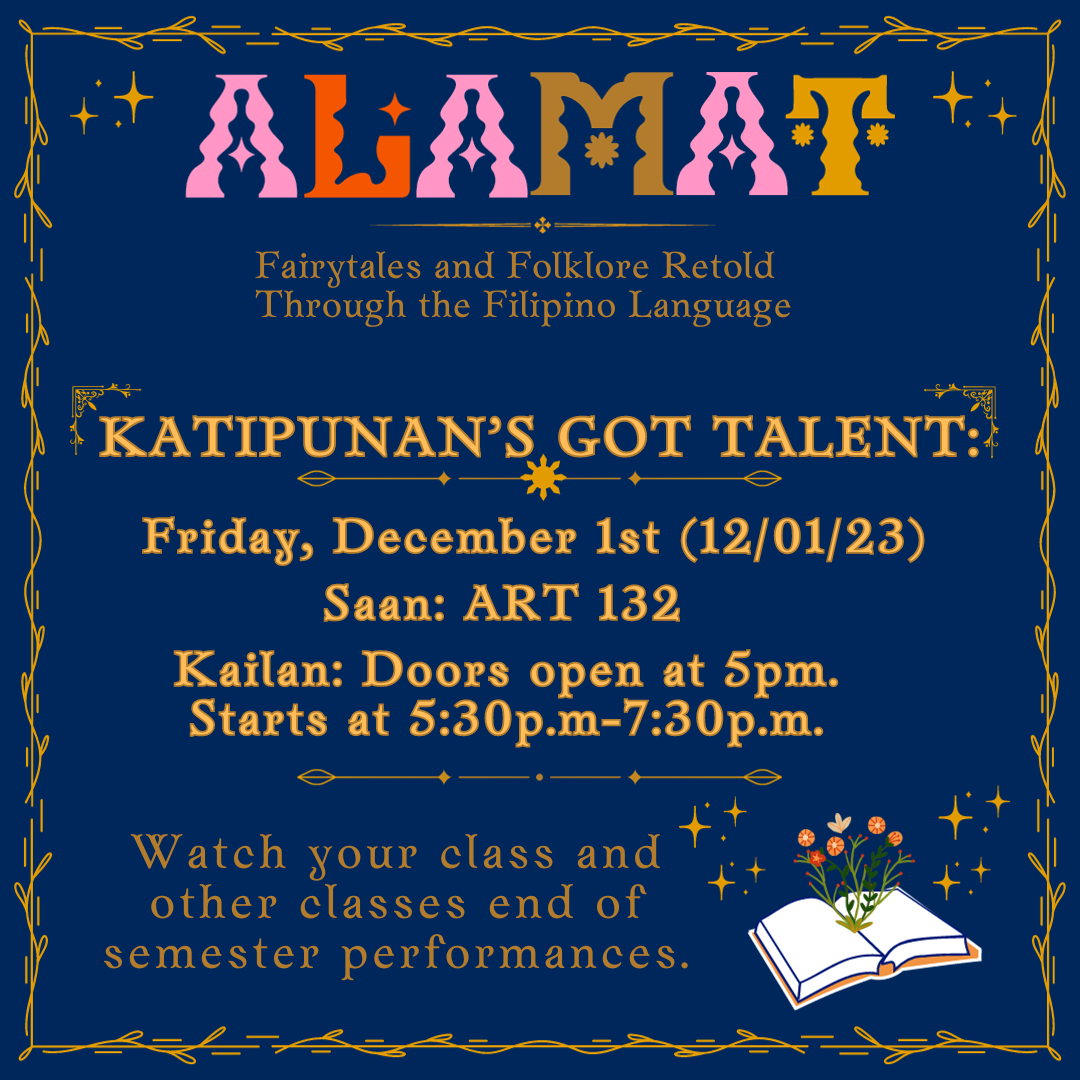 ALAMAT
Fairytales and Folklore Retold
Through the Filipino Language
KATIPUNAN'S GOT TALENT:
Friday, December 1st (12/01/23)
Saan: ART 132
Kailan: Doors open at 5pm.
Starts at 5:30p.m-7:30p.m.
Watch your class and
other classes end of
semester performances.